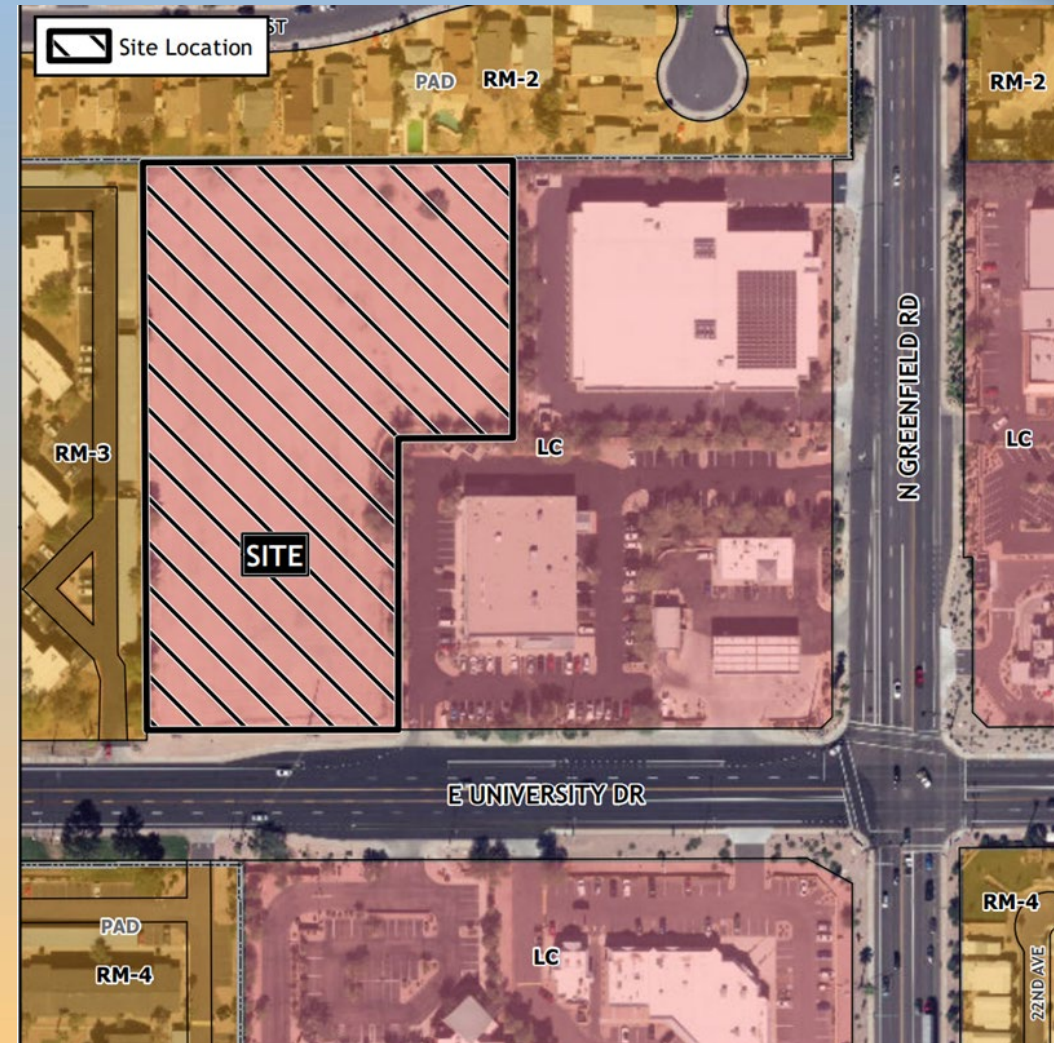 ST
Site Location
PAD RM-2
RM-2
N GREENFIELD RD
RM-3
LC
LC
SITE
E UNIVERSITY DR
PAD
RM-4
LC
RM-4
22ND AVE